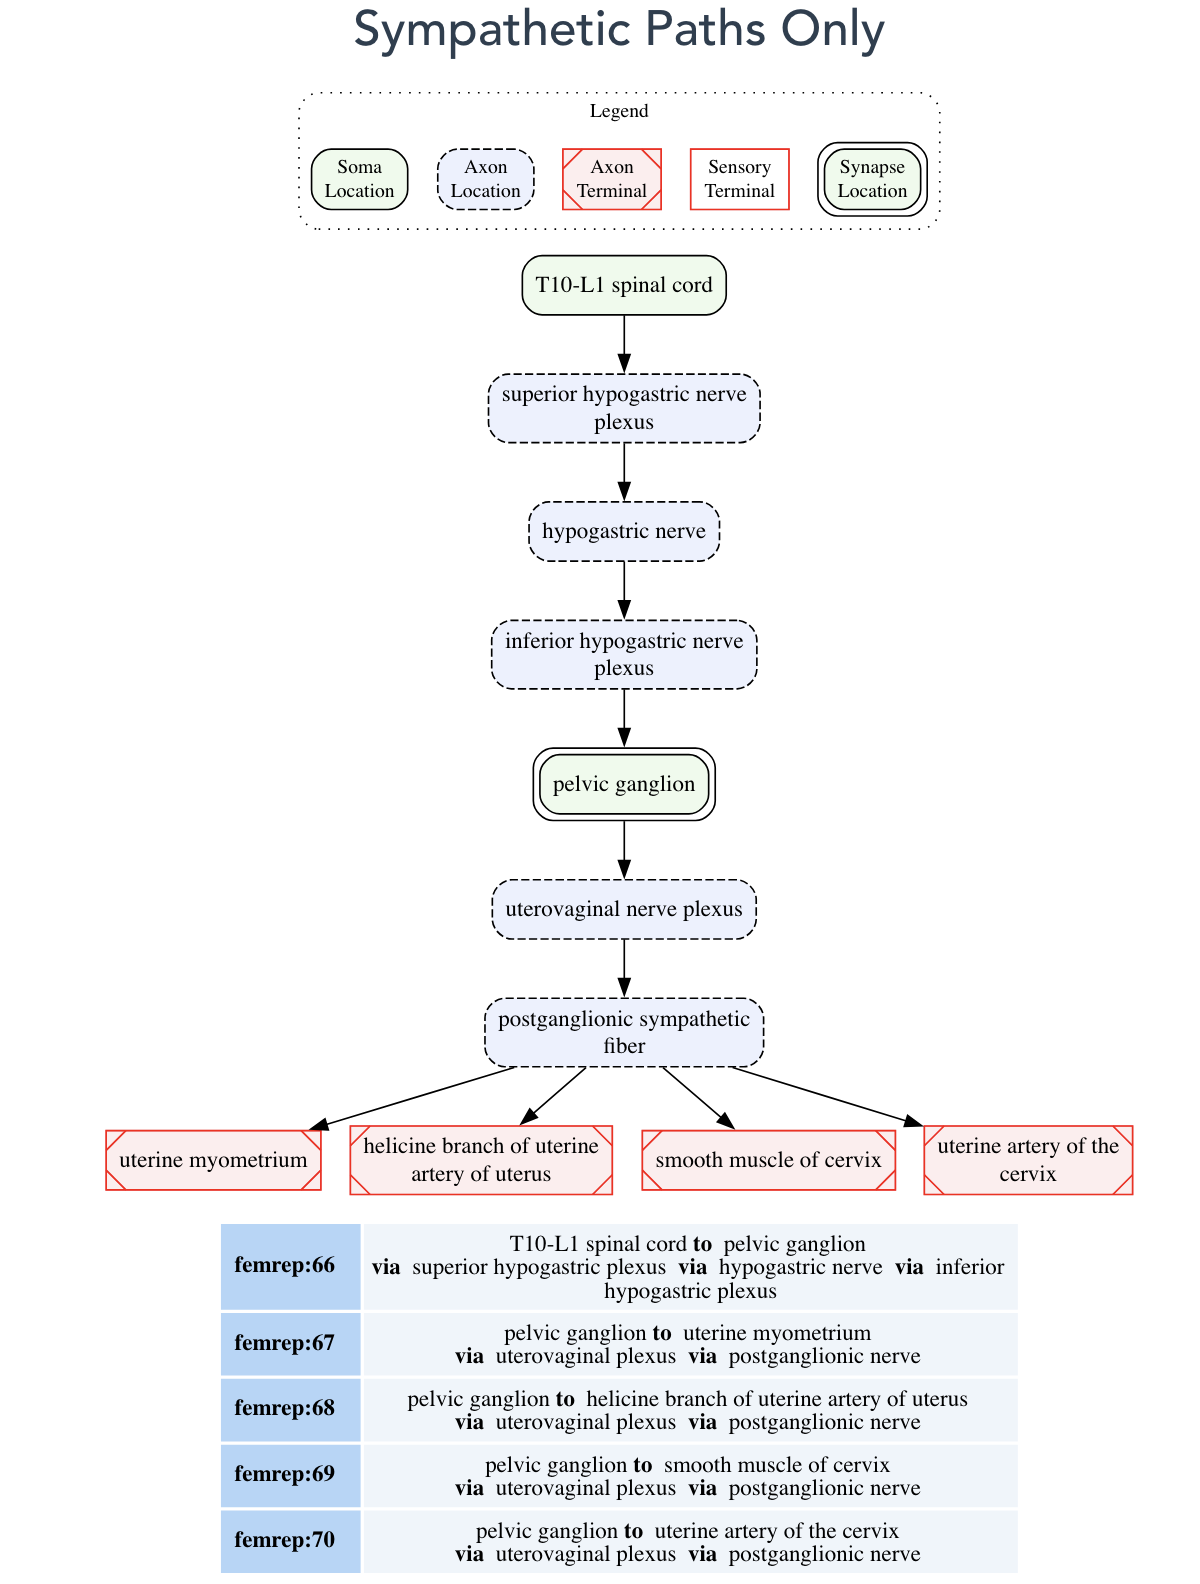 Sympathetic Paths Only
Legend
Soma
Location
Axon
Location
Axon
Terminal
Sensory
Terminal
Synapse
Location
T10-L1 spinal cord
superior hypogastric nerve
plexus
hypogastric nerve
inferior hypogastric nerve
plexus
pelvic ganglion
uterovaginal nerve plexus
postganglionic sympathetic
fiber
uterine myometrium
helicine branch of uterine
artery of uterus
smooth muscle of cervix
uterine artery of the
cervix
femrep:66
T10-L1 spinal cord to pelvic ganglion
via superior hypogastric plexus via hypogastric nerve via inferior
hypogastric plexus
femrep:67
pelvic ganglion to uterine myometrium
via uterovaginal plexus via postganglionic nerve
femrep:68
pelvic ganglion to helicine branch of uterine artery of uterus
via uterovaginal plexus via postganglionic nerve
femrep:69
pelvic ganglion to smooth muscle of cervix
via uterovaginal plexus via postganglionic nerve
femrep:70
pelvic ganglion to uterine artery of the cervix
via uterovaginal plexus via postganglionic nerve